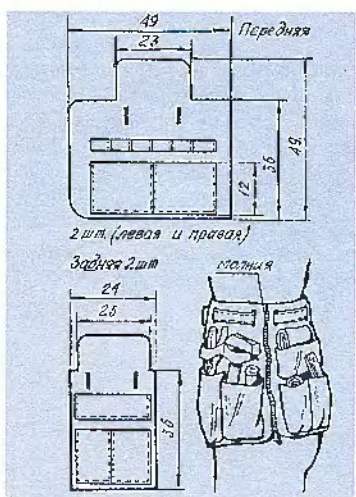 49
Передняя
23
49
36
12
2 шт. (левая и правая)
Задняя 2 шт
молния
24
25
36